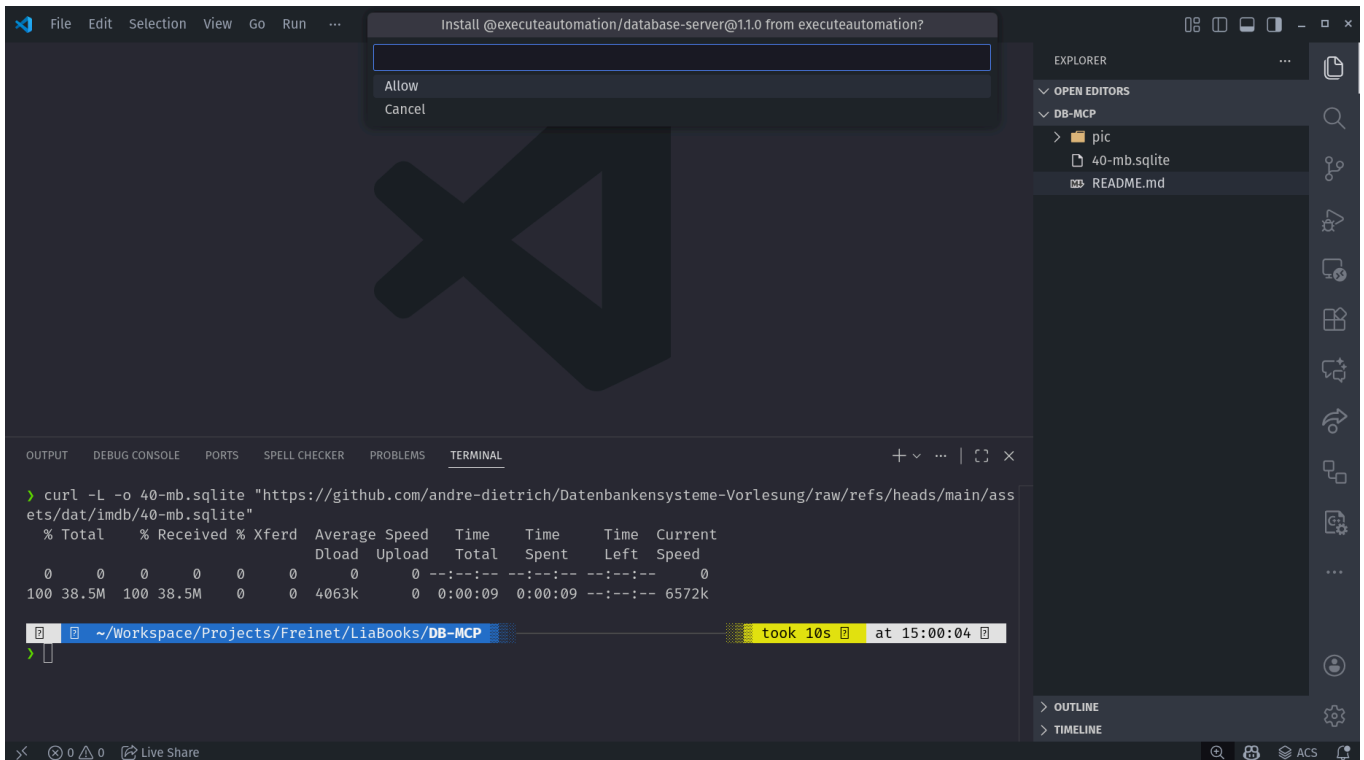 File Edit Selection View Go Run ···
Install @executeautomation/database-server@1.1.0 from executeautomation?
Allow
Cancel
EXPLORER
OPEN EDITORS
DB-MCP
pic
40-mb.sqlite
README.md
OUTLINE
TIMELINE
OUTPUT DEBUG CONSOLE PORTS SPELL CHECKER PROBLEMS TERMINAL
❯ curl -L -o 40-mb.sqlite "https://github.com/andre-dietrich/Datenbankensysteme-Vorlesung/raw/refs/heads/main/ass
ets/dat/imdb/40-mb.sqlite"
% Total % Received % Xferd Average Speed Time Time Time Current
Dload Upload Total Spent Left Speed
0 0 0 0 0 0 0 0 --:--:-- --:--:-- --:--:-- 0
100 38.5M 100 38.5M 0 0 4063k 0 0:00:09 0:00:09 --:--:-- 6572k
~/Workspace/Projects/Freinet/LiaBooks/DB-MCP took 10s at 15:00:04
❯
0 0 Live Share ACS